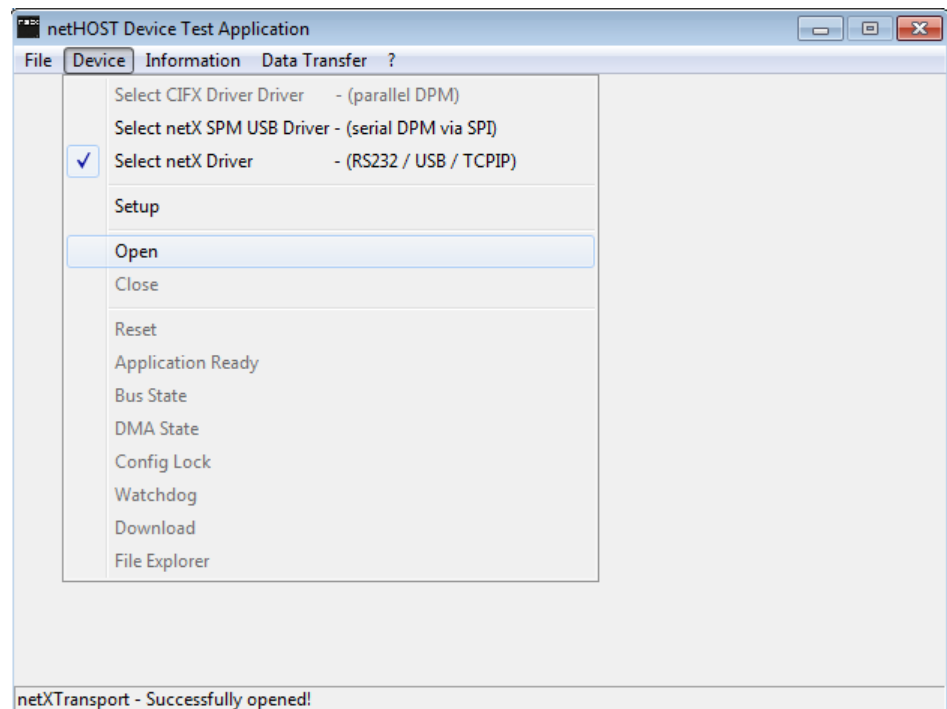 netHOST Device Test Application
File Device Information Data Transfer ?
Select CIFX Driver Driver - (parallel DPM)
Select netX SPM USB Driver - (serial DPM via SPI)
Select netX Driver - (RS232 / USB / TCPIP)
Setup
Open
Close
Reset
Application Ready
Bus State
DMA State
Config Lock
Watchdog
Download
File Explorer
netXTransport - Successfully opened!